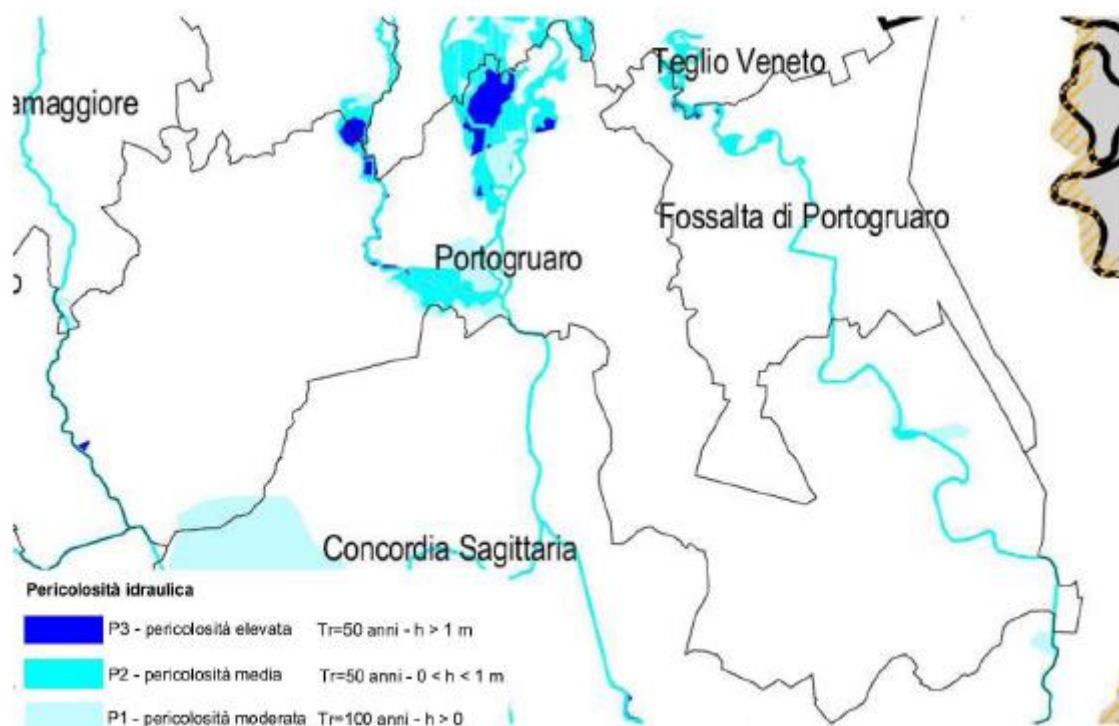 Teglio Veneto
amaggiore
Fossalta di Portogruaro
Portogruaro
o
Concordia Sagittaria
e
Pericolosità idraulica
P3 - pericolosità elevata Tr=50 anni - h > 1 m
P2 - pericolosità media Tr=50 anni - 0 < h < 1 m
P1 - pericolosità moderata Tr=100 anni - h > 0